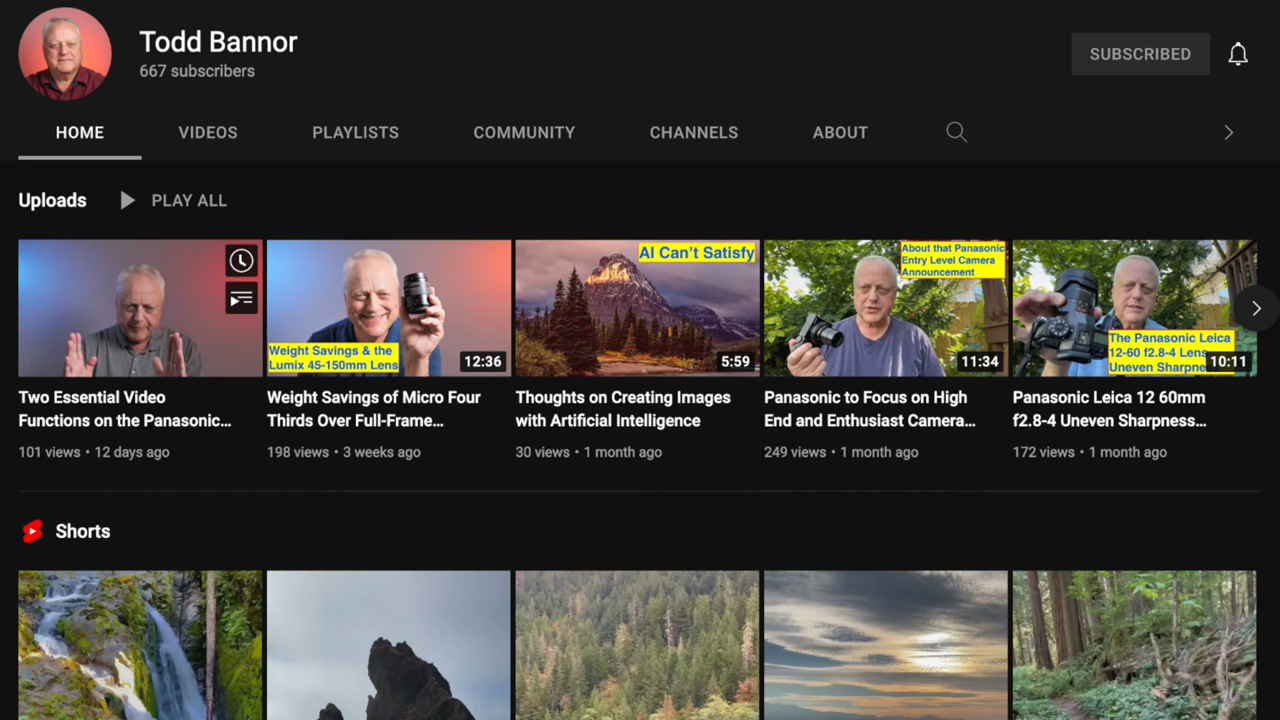 Todd Bannor
667 subscribers
SUBSCRIBED
HOME
VIDEOS
PLAYLISTS
COMMUNITY
CHANNELS
ABOUT
Uploads
PLAY ALL
Weight Savings & the
Lumix 45-150mm Lens
12:36
AI Can't Satisfy
5:59
About that Panasonic
Entry Level Camera
Announcement
11:34
The Panasonic Leica
12-60 f2.8-4 Lens
Uneven Sharpne
10:11
Two Essential Video
Functions on the Panasonic...
101 views • 12 days ago
Weight Savings of Micro Four
Thirds Over Full-Frame...
198 views • 3 weeks ago
Thoughts on Creating Images
with Artificial Intelligence
30 views • 1 month ago
Panasonic to Focus on High
End and Enthusiast Camera...
249 views • 1 month ago
Panasonic Leica 12 60mm
f2.8-4 Uneven Sharpness...
172 views • 1 month ago
Shorts